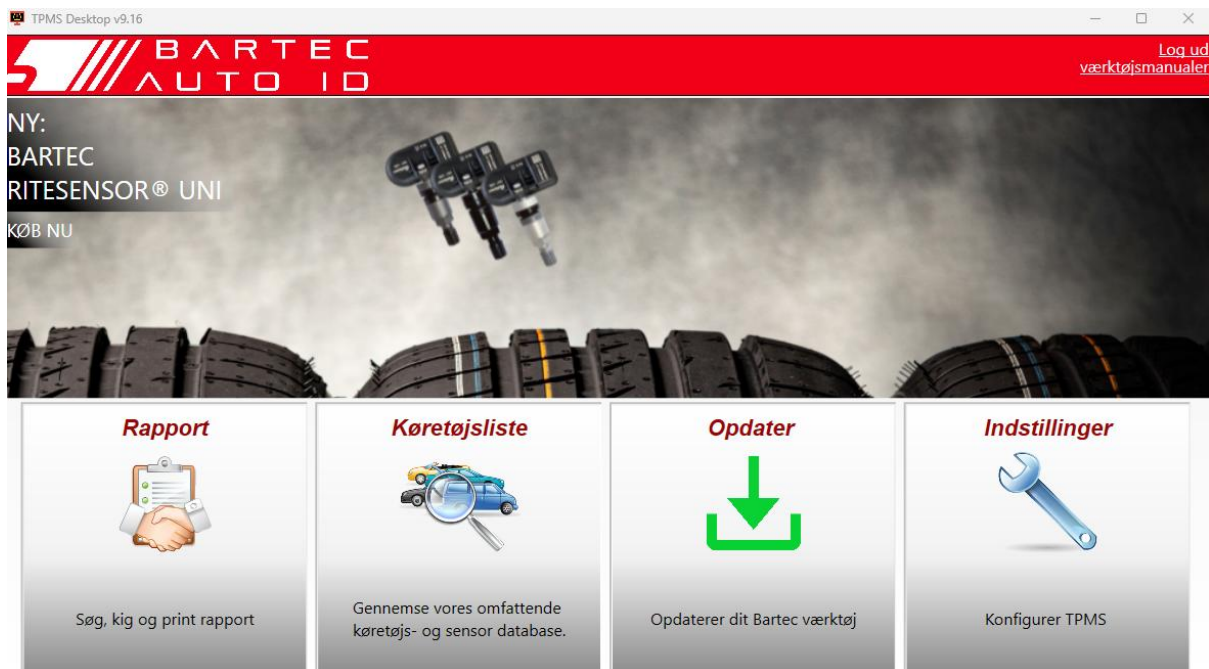 TPMS Desktop v9.16
BARTEC
AUTO ID
Log ud
værktøjsmanualer
NY:
BARTEC
RITESENSOR® UNI
KØB NU
Rapport
Søg, kig og print rapport
Køretøjsliste
Gennemse vores omfattende
køretøjs- og sensor database.
Opdater
Opdaterer dit Bartec værktøj
Indstillinger
Konfigurer TPMS